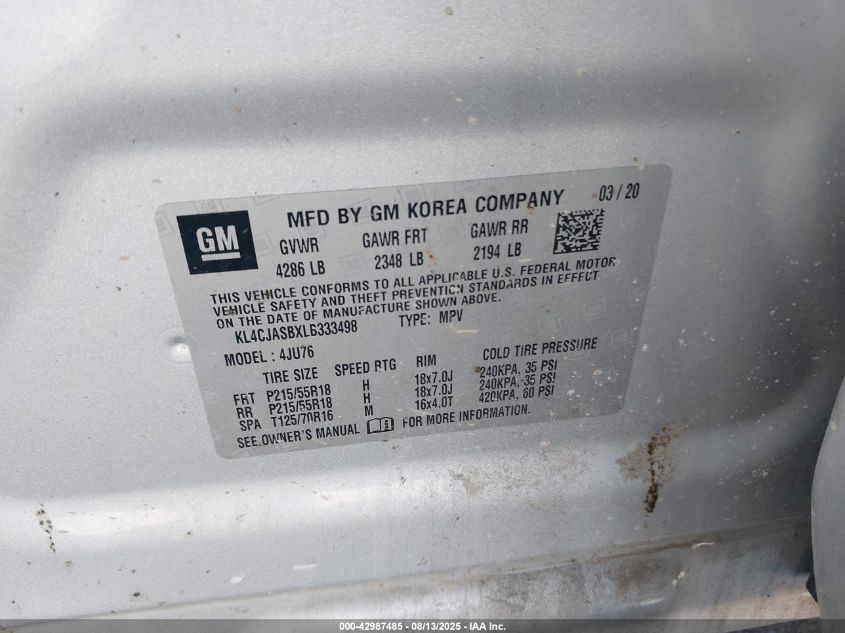 GM
MFD BY GM KOREA COMPANY 03/20
GVWR GAWR FRT GAWR RR
4286 LB 2348 LB 2194 LB
THIS VEHICLE CONFORMS TO ALL APPLICABLE U.S. FEDERAL MOTOR
VEHICLE SAFETY AND THEFT PREVENTION STANDARDS IN EFFECT
ON THE DATE OF MANUFACTURE SHOWN ABOVE.
KL4CJASBXLB333498 TYPE: MPV
MODEL: 4JU76
TIRE SIZE SPEED RTG RIM COLD TIRE PRESSURE
FRT P215/55R18 H 18x7.0J 240KPA, 35 PSI
RR P215/55R18 H 18x7.0J 240KPA, 35 PSI
SPA T125/70R16 M 16x4.0T 420KPA, 60 PSI
SEE OWNER'S MANUAL FOR MORE INFORMATION.
000-42987485 - 08/13/2025 - IAA Inc.